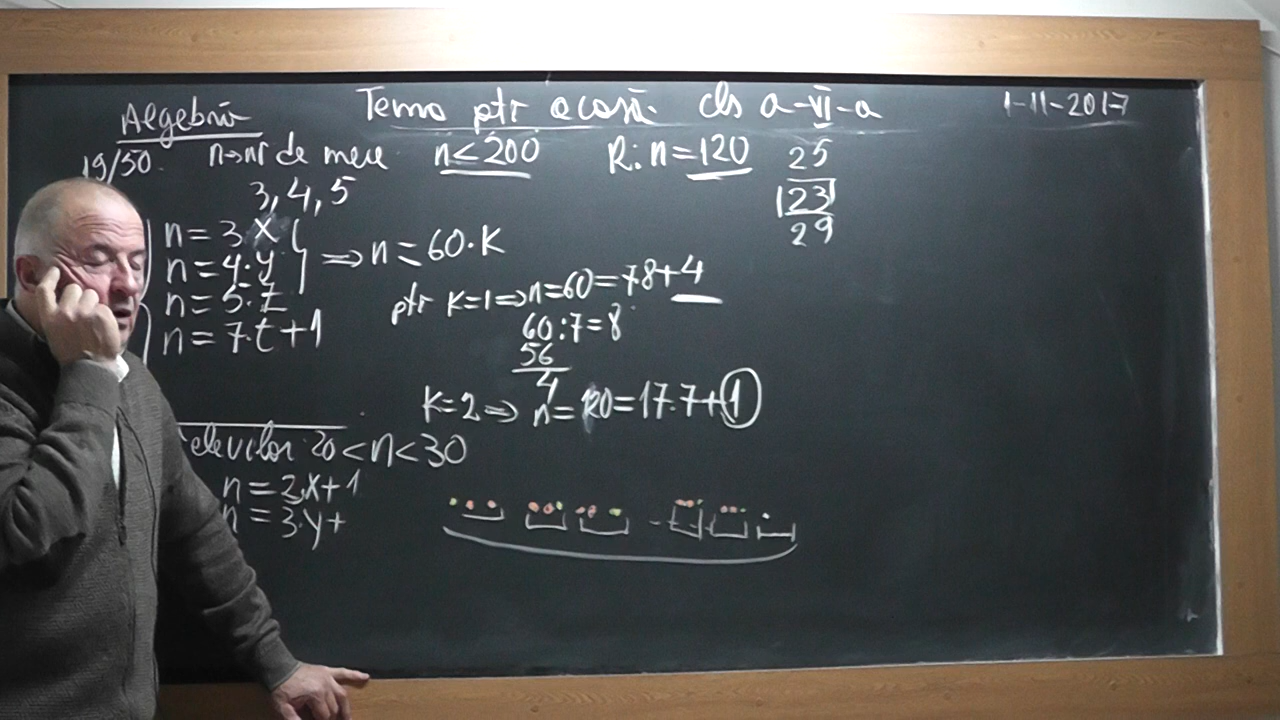 Algebră Temă ptr acasă cls a-VI-a 1-11-2017
19/50. n→nr de mere n<200 R: n=120
3, 4, 5
n=3·x
n=4·y
n=5·z
n=7·t+1
⇒ n=60·K
ptr K=1⇒n=60=7·8+4
60:7=8
56
4
K=2⇒ n=120=17·7+1
25
123
29
elevilor 20<n<30
n=2·x+1
n=3·y+